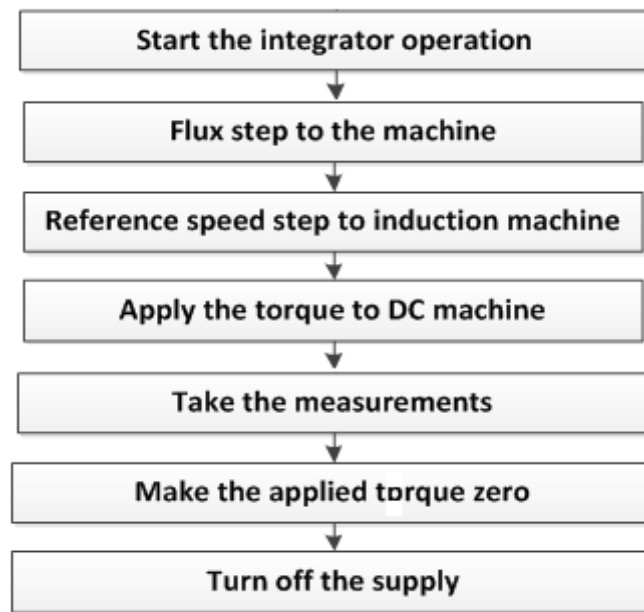 Start the integrator operation
Flux step to the machine
Reference speed step to induction machine
Apply the torque to DC machine
Take the measurements
Make the applied torque zero
Turn off the supply